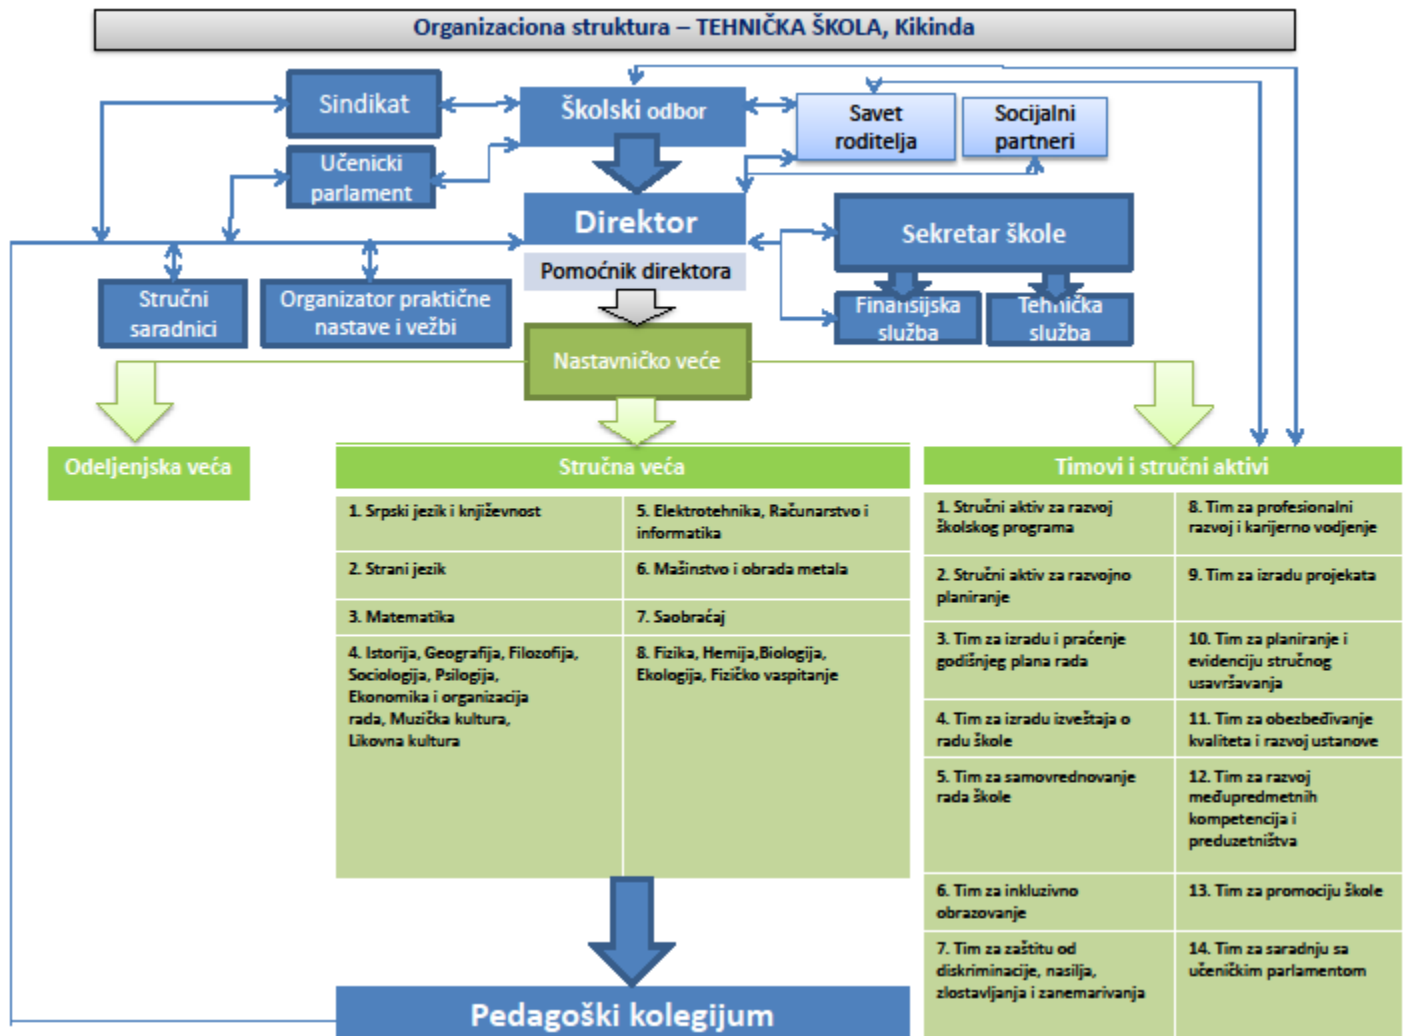 Organizaciona struktura – TEHNIČKA ŠKOLA, Kikinda
Sindikat
Školski odbor
Savet
roditelja
Socijalni
partneri
Učenicki
parlament
Direktor
Sekretar škole
Pomoćnik direktora
Stručni
saradnici
Organizator praktične
nastave i vežbi
Finansijska
služba
Tehnička
služba
Nastavničko veće
Odeljenjska veća
Stručna veća
1. Srpski jezik i književnost
5. Elektrotehnika, Računarstvo i
informatika
2. Strani jezik
6. Mašinstvo i obrada metala
3. Matematika
7. Saobraćaj
4. Istorija, Geografija, Filozofija,
Sociologija, Psilogija,
Ekonomika i organizacija
rada, Muzička kultura,
Likovna kultura
8. Fizika, Hemija,Biologija,
Ekologija, Fizičko vaspitanje
Timovi i stručni aktivi
1. Stručni aktiv za razvoj
školskog programa
8. Tim za profesionalni
razvoj i karijerno vodjenje
2. Stručni aktiv za razvojno
planiranje
9. Tim za izradu projekata
3. Tim za izradu i praćenje
godišnjeg plana rada
10. Tim za planiranje i
evidenciju stručnog
usavršavanja
4. Tim za izradu izveštaja o
radu škole
11. Tim za obezbeđivanje
kvaliteta i razvoj ustanove
5. Tim za samovrednovanje
rada škole
12. Tim za razvoj
međupredmetnih
kompetencija i
preduzetništva
6. Tim za inkluzivno
obrazovanje
13. Tim za promociju škole
7. Tim za zaštitu od
diskriminacije, nasilja,
zlostavljanja i zanemarivanja
14. Tim za saradnju sa
učeničkim parlamentom
Pedagoški kolegijum